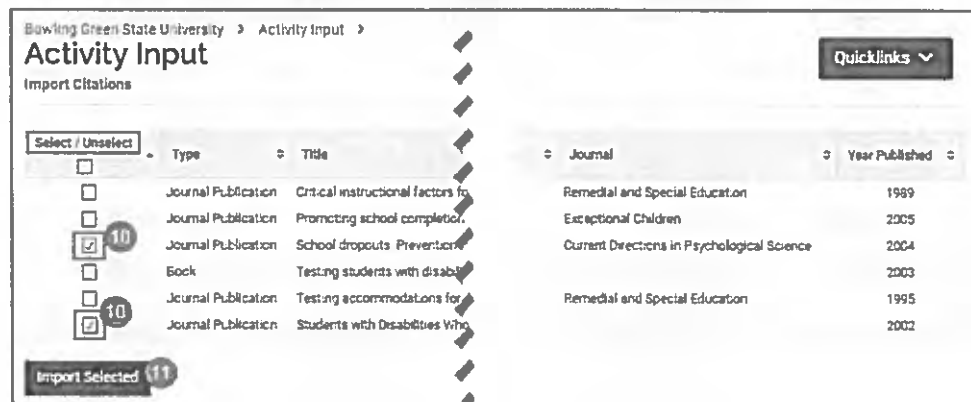 Bowling Green State University > Activity Input >
Activity Input
Quicklinks
Import Citations
Select / Unselect Type Title Journal Year Published
Journal Publication Critical instructional factors fo Remedial and Special Education 1989
Journal Publication Promoting school completion Exceptional Children 2005
10 Journal Publication School dropouts Prevention Current Directions in Psychological Science 2004
Book Testing students with disabil 2003
Journal Publication Testing accommodations for Remedial and Special Education 1995
10 Journal Publication Students with Disabilities Who 2002
Import Selected 11